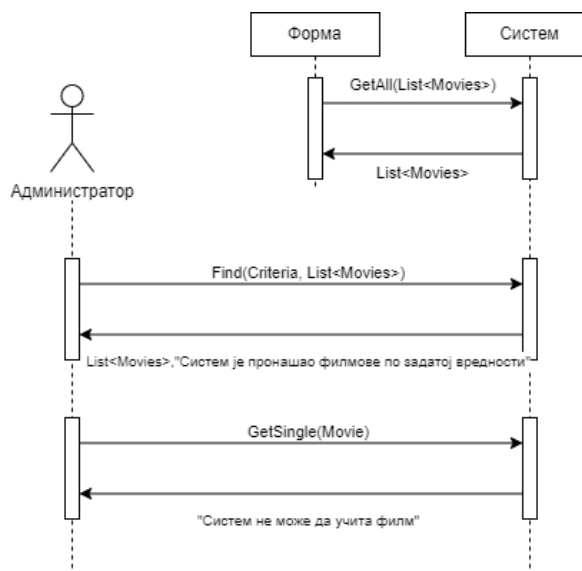 Форма
Систем
GetAll(List<Movies>)
List<Movies>
Администратор
Find(Criteria, List<Movies>)
List<Movies>,"Систем је пронашао филмове по задатој вредности"
GetSingle(Movie)
"Систем не може да учита филм"